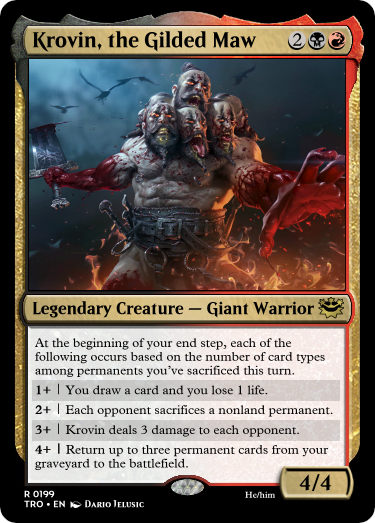 Krovin, the Gilded Maw 2
Legendary Creature — Giant Warrior
At the beginning of your end step, each of the
following occurs based on the number of card types
among permanents you’ve sacrificed this turn.
1+ | You draw a card and you lose 1 life.
2+ | Each opponent sacrifices a nonland permanent.
3+ | Krovin deals 3 damage to each opponent.
4+ | Return up to three permanent cards from your
graveyard to the battlefield.
4/4
R 0199
TRO • EN Dario Jelusic
He/him